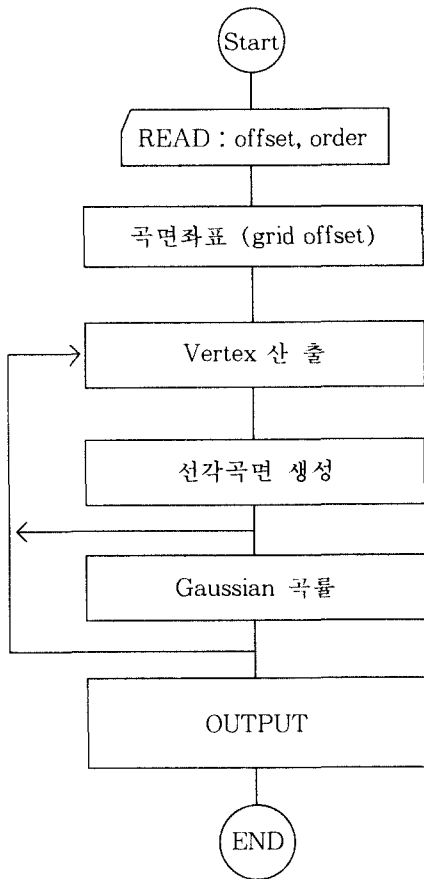 Start
READ : offset, order
곡면좌표 (grid offset)
Vertex 산 출
선각곡면 생성
Gaussian 곡률
OUTPUT
END